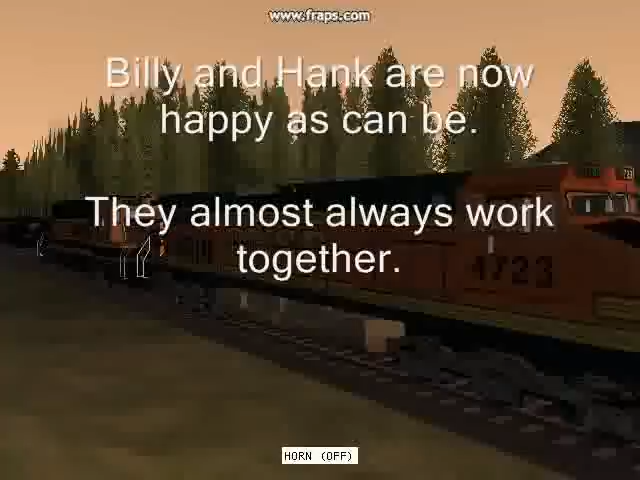 www.fraps.com
Billy and Hank are now
happy as can be.
They almost always work
together.
4723
HORN (OFF)